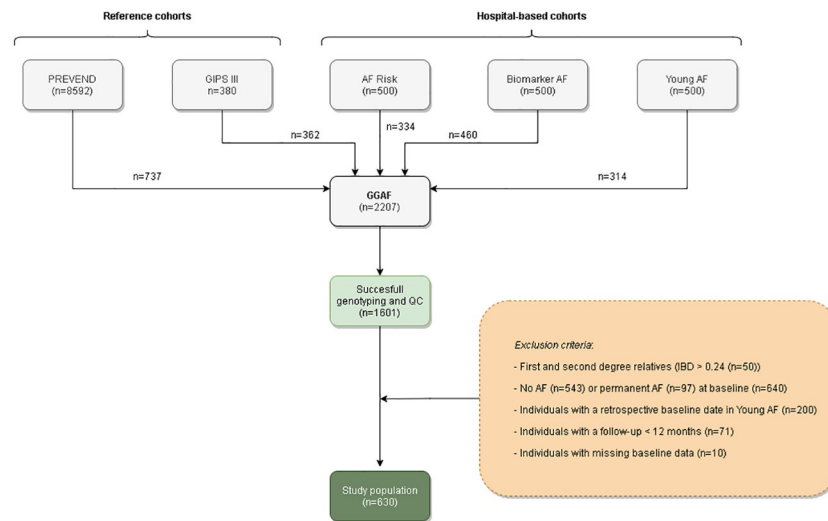 Reference cohorts
Hospital-based cohorts
PREVEND
(n=8592)
GIPS III
n=380
AF Risk
(n=500)
Biomarker AF
(n=500)
Young AF
(n=500)
n=362
n=334
n=460
n=737
n=314
GGAF
(n=2207)
Succesfull
genotyping and QC
(n=1601)
Exclusion criteria:
- First and second degree relatives (IBD > 0.24 (n=50))
- No AF (n=543) or permanent AF (n=97) at baseline (n=640)
- Individuals with a retrospective baseline date in Young AF (n=200)
- Individuals with a follow-up < 12 months (n=71)
- Individuals with missing baseline data (n=10)
Study population
(n=630)